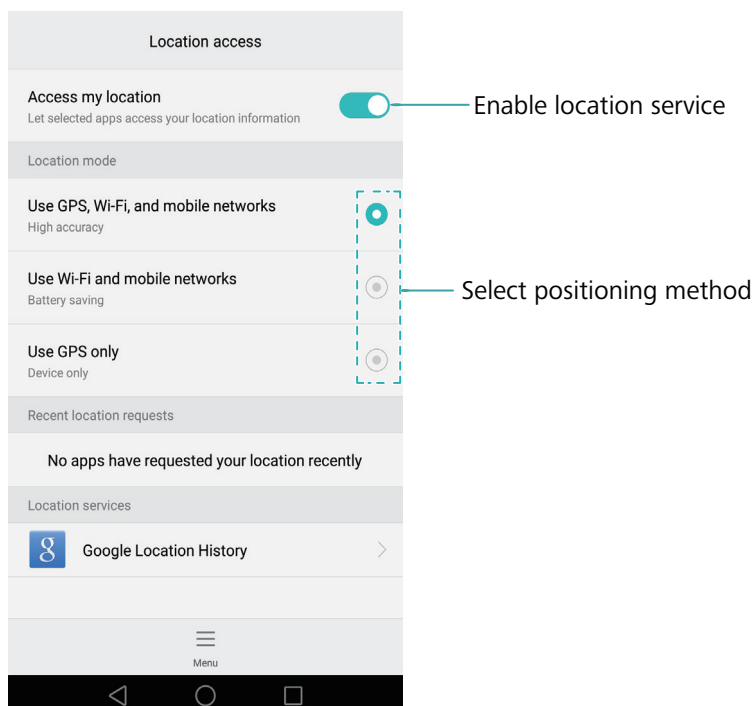 Location access
Access my location
Let selected apps access your location information
Enable location service
Location mode
Use GPS, Wi-Fi, and mobile networks
High accuracy
Use Wi-Fi and mobile networks
Battery saving
Select positioning method
Use GPS only
Device only
Recent location requests
No apps have requested your location recently
Location services
g
Google Location History
Menu